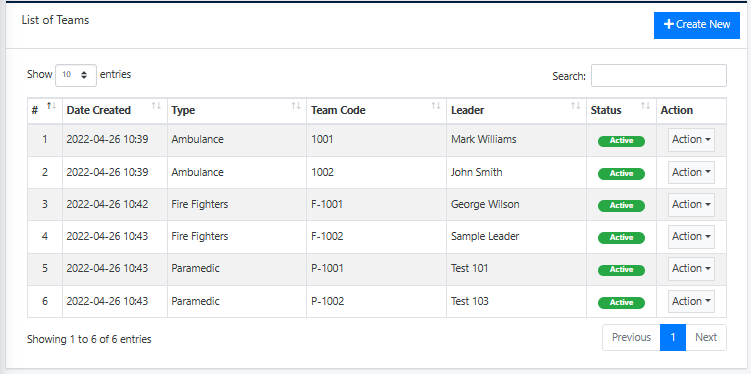 List of Teams
Create New
Show 10 entries
Search:
# Date Created Type Team Code Leader Status Action
1 2022-04-26 10:39 Ambulance 1001 Mark Williams Active Action
2 2022-04-26 10:39 Ambulance 1002 John Smith Active Action
3 2022-04-26 10:42 Fire Fighters F-1001 George Wilson Active Action
4 2022-04-26 10:43 Fire Fighters F-1002 Sample Leader Active Action
5 2022-04-26 10:43 Paramedic P-1001 Test 101 Active Action
6 2022-04-26 10:43 Paramedic P-1002 Test 103 Active Action
Showing 1 to 6 of 6 entries
Previous 1 Next